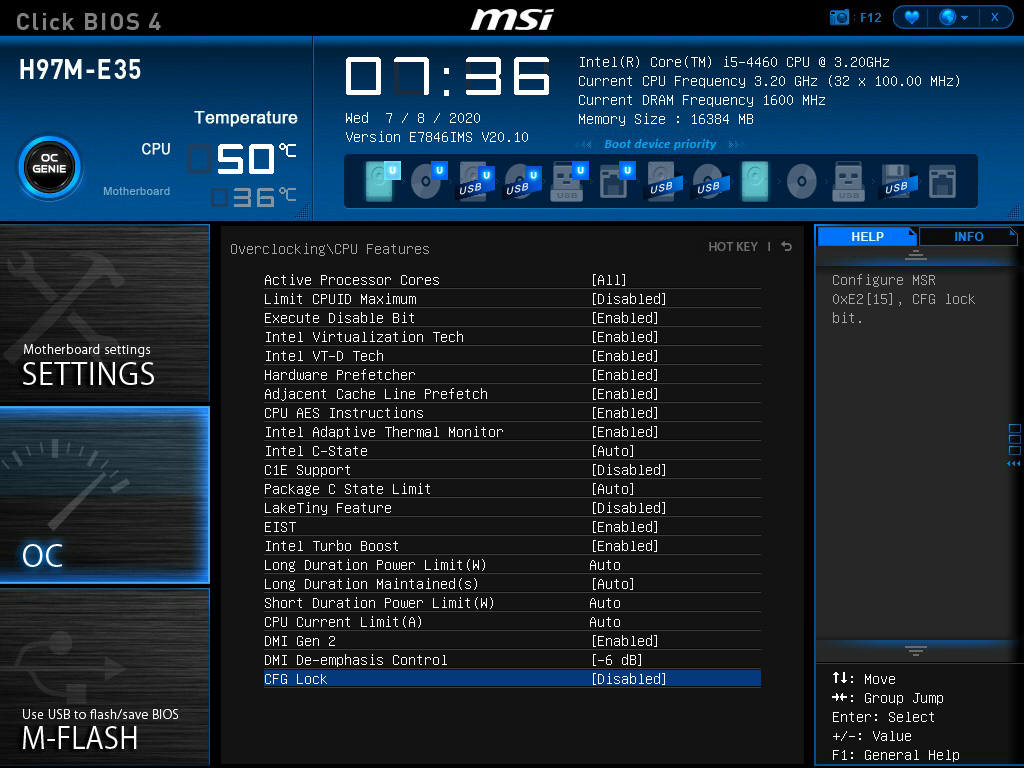 Click BIOS 4
msi
: F12
X
H97M-E35
Temperature
CPU
50℃
Motherboard
36℃
OC
GENIE
07:36
Wed 7 / 8 / 2020
Version E7846IMS V20.10
Intel(R) Core(TM) i5-4460 CPU @ 3.20GHz
Current CPU Frequency 3.20 GHz (32 x 100.00 MHz)
Current DRAM Frequency 1600 MHz
Memory Size : 16384 MB
Boot device priority
U U U U U U
USB USB USB USB USB USB USB
Motherboard settings
SETTINGS
OC
Use USB to flash/save BIOS
M-FLASH
Overclocking\CPU Features
HOT KEY |
Active Processor Cores [All]
Limit CPUID Maximum [Disabled]
Execute Disable Bit [Enabled]
Intel Virtualization Tech [Enabled]
Intel VT-D Tech [Enabled]
Hardware Prefetcher [Enabled]
Adjacent Cache Line Prefetch [Enabled]
CPU AES Instructions [Enabled]
Intel Adaptive Thermal Monitor [Enabled]
Intel C-State [Auto]
C1E Support [Disabled]
Package C State Limit [Auto]
LakeTiny Feature [Disabled]
EIST [Enabled]
Intel Turbo Boost [Enabled]
Long Duration Power Limit(W) Auto
Long Duration Maintained(s) [Auto]
Short Duration Power Limit(W) Auto
CPU Current Limit(A) Auto
DMI Gen 2 [Enabled]
DMI De-emphasis Control [-6 dB]
CFG Lock [Disabled]
HELP
INFO
Configure MSR
0xE2[15], CFG lock
bit.
↑↓: Move
→←: Group Jump
Enter: Select
+/-: Value
F1: General Help